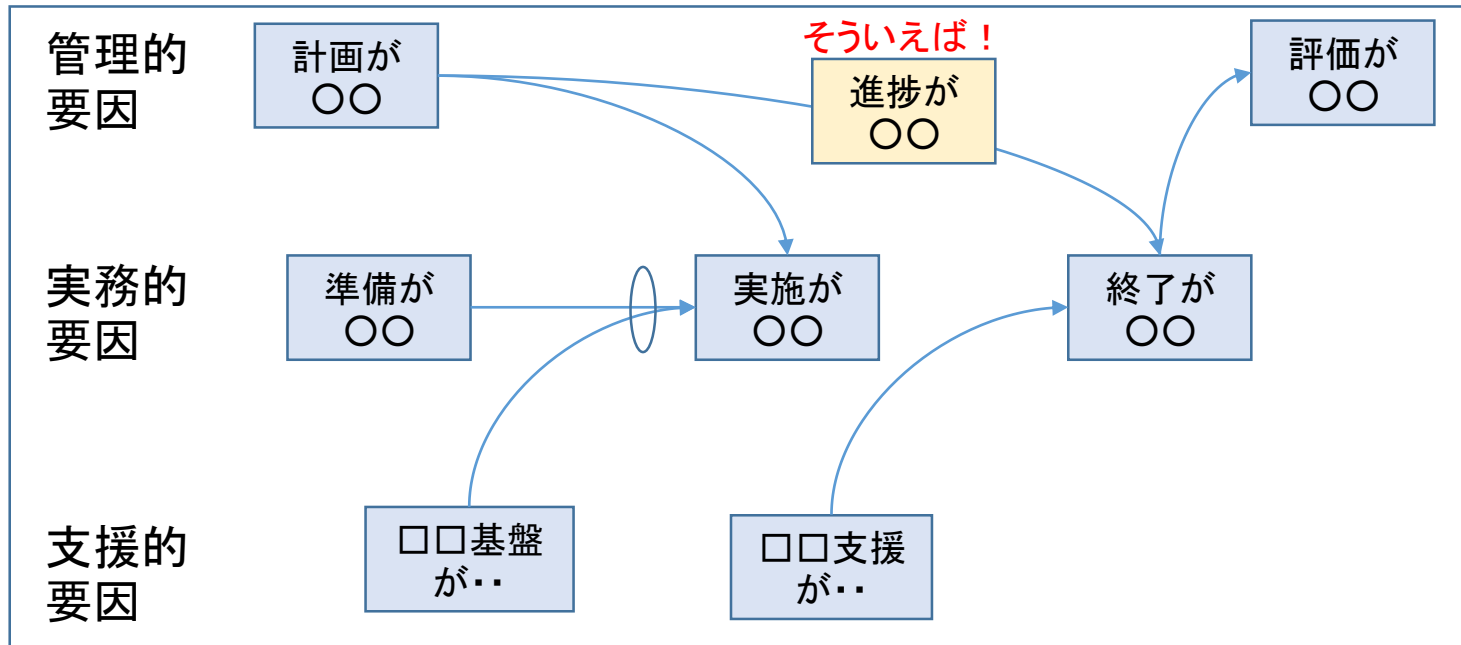 管理的
要因
計画が
〇〇
そういえば！
進捗が
〇〇
評価が
〇〇
実務的
要因
準備が
〇〇
実施が
〇〇
終了が
〇〇
支援的
要因
□□基盤
が・・
□□支援
が・・